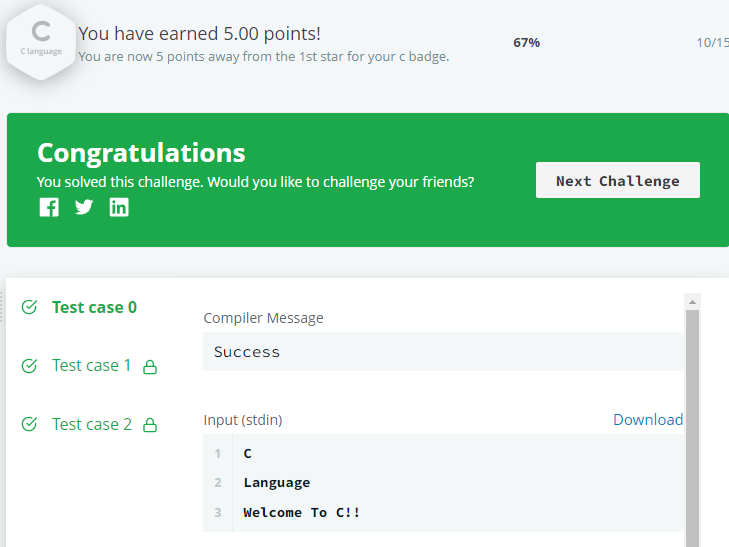 C
C language
You have earned 5.00 points!
You are now 5 points away from the 1st star for your c badge.
67%
10/15
Congratulations
You solved this challenge. Would you like to challenge your friends?
Next Challenge
Test case 0
Test case 1
Test case 2
Compiler Message
Success
Input (stdin)
Download
1 C
2 Language
3 Welcome To C!!